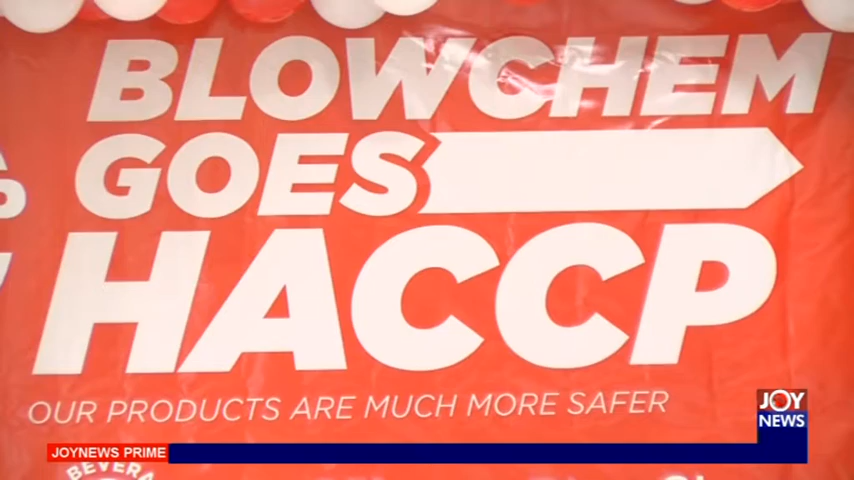 BLOWCHEM
GOES
HACCP
OUR PRODUCTS ARE MUCH MORE SAFER
JOY
NEWS
JOYNEWS PRIME